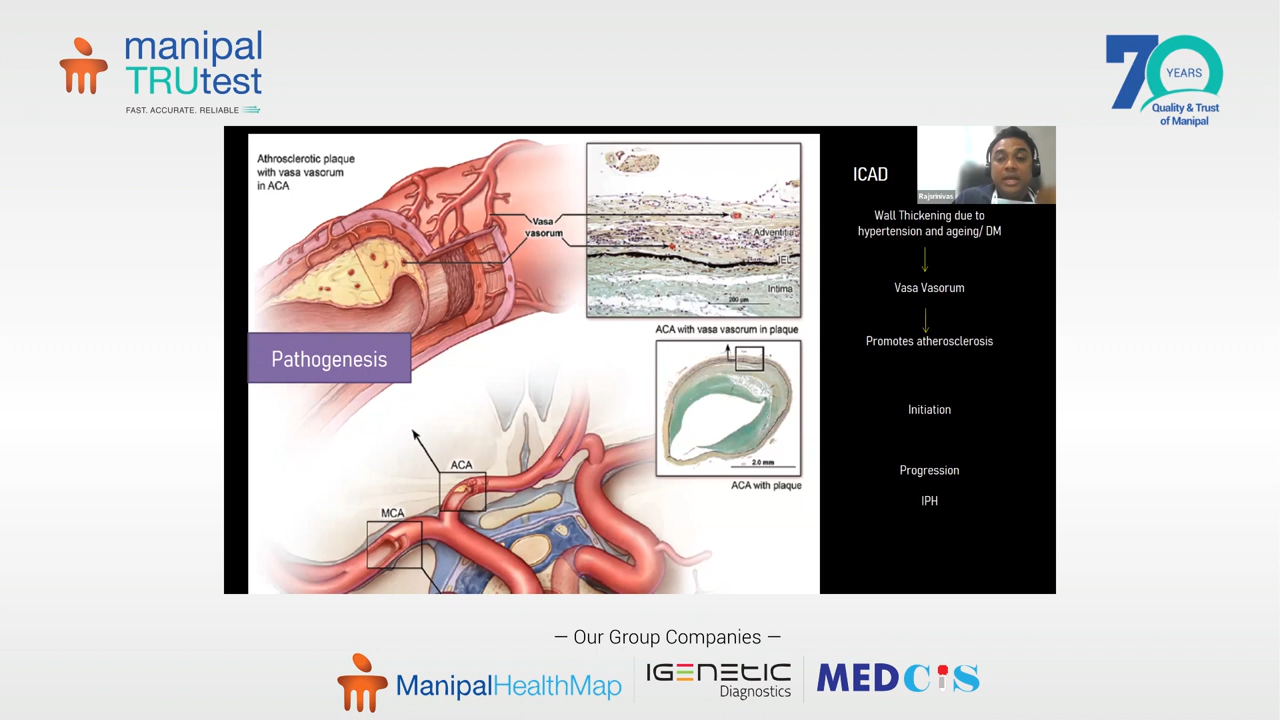 manipal
TRUtest
FAST. ACCURATE. RELIABLE
70
YEARS
Quality & Trust
of Manipal
Athrosclerotic plaque
with vasa vasorum
in ACA
Vasa
vasorum
Adventitia
IEL
Intima
200 µm
ACA with vasa vasorum in plaque
2.0 mm
ACA with plaque
Pathogenesis
ACA
MCA
ICAD
Rajsrinivas
Wall Thickening due to
hypertension and ageing/ DM
Vasa Vasorum
Promotes atherosclerosis
Initiation
Progression
IPH
— Our Group Companies —
ManipalHealthMap
IGENETIC
Diagnostics
MEDCiS